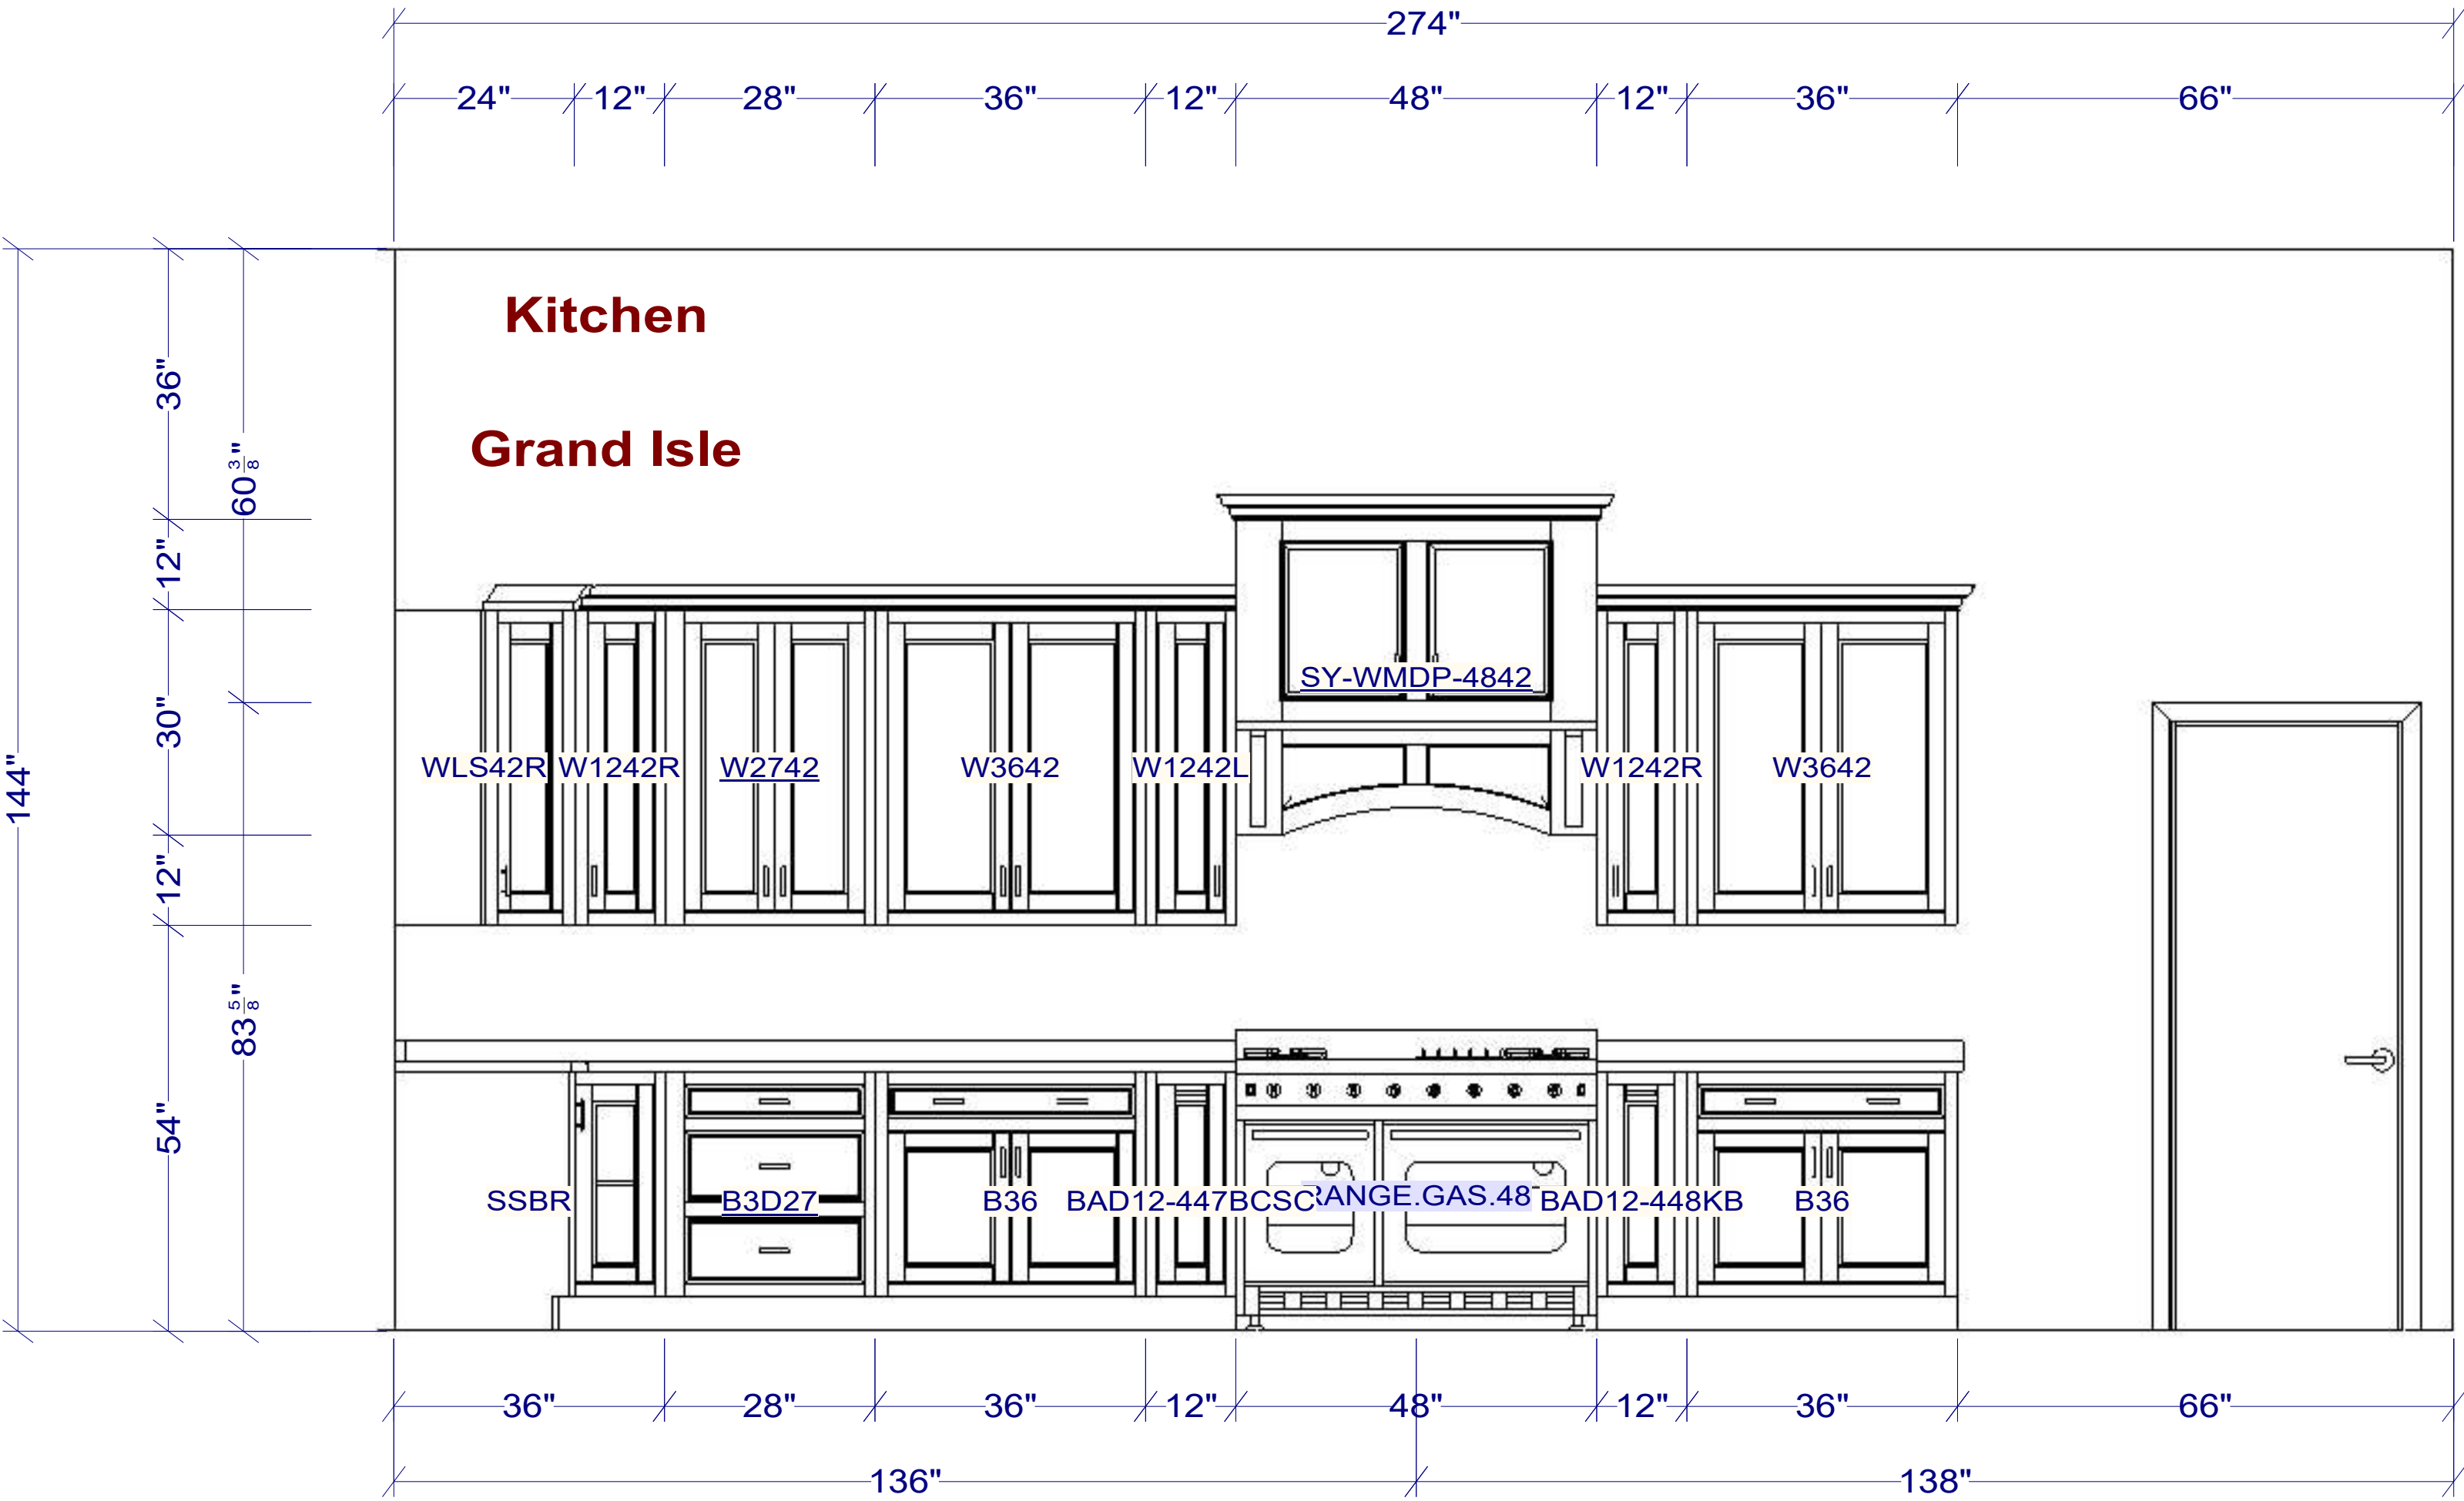 274"
24" 12" 28" 36" 12" 48" 12" 36" 66"
Kitchen
Grand Isle
144"
36"
12"
30"
12"
54"
60 3/8"
83 5/8"
SY-WMDP-4842
WLS42R W1242R W2742 W3642 W1242L W1242R W3642
SSBR B3D27 B36 BAD12-447BCSC RANGE.GAS.48 BAD12-448KB B36
36" 28" 36" 12" 48" 12" 36" 66"
136" 138"